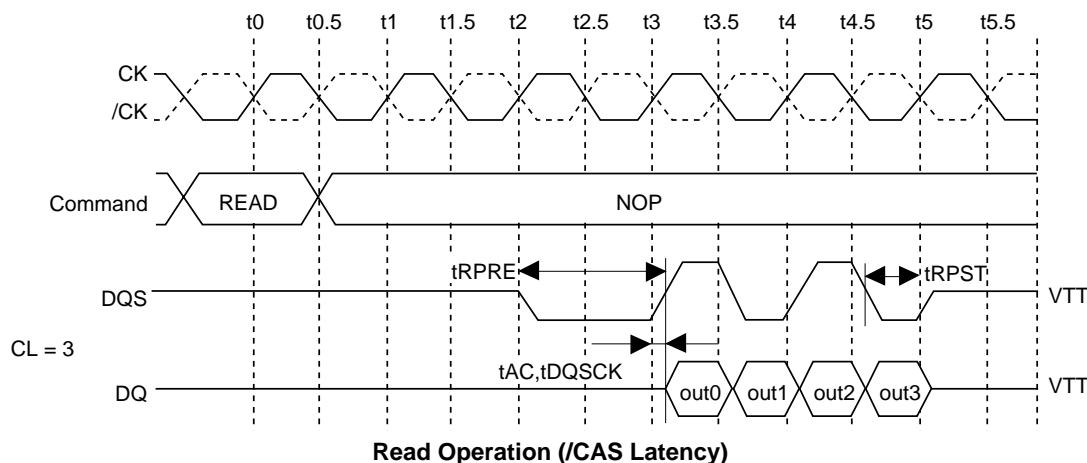 t0 t0.5 t1 t1.5 t2 t2.5 t3 t3.5 t4 t4.5 t5 t5.5
CK
/CK
Command READ NOP
tRPRE tRPST
DQS VTT
CL = 3
tAC,tDQSCK
DQ out0 out1 out2 out3 VTT
Read Operation (/CAS Latency)